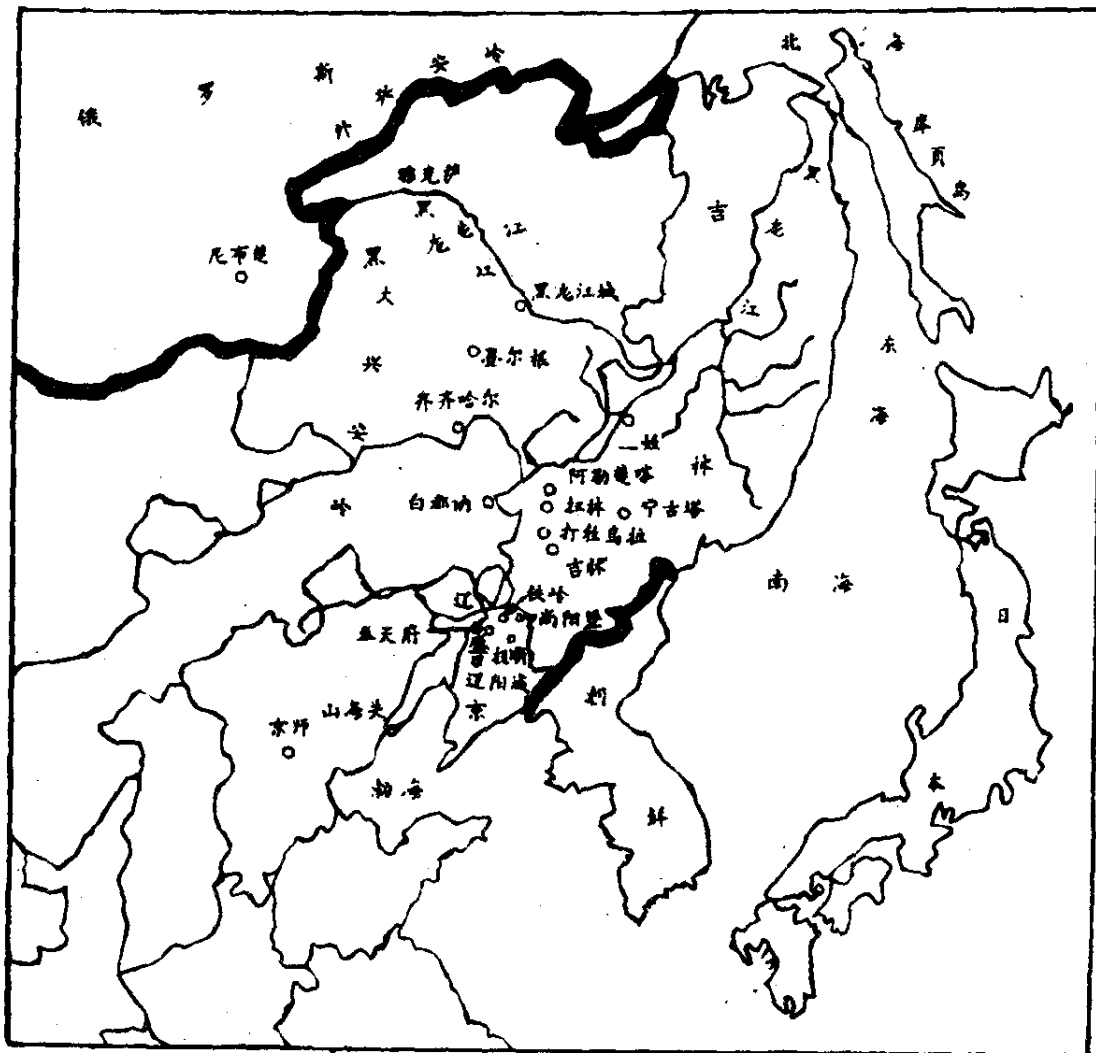 北海
俄罗斯
外兴安岭
库页岛
雅克萨
黑龙江
吉林
尼布楚
黑龙江
黑龙江城
大兴安岭
墨尔根
齐齐哈尔
东海
阿勒楚喀
拉林
宁古塔
白都讷
打牲乌拉
吉林
南海
日本
辽
铁岭
尚阳堡
奉天府
盛京
辽阳城
朝鲜
山海关
京师
渤海